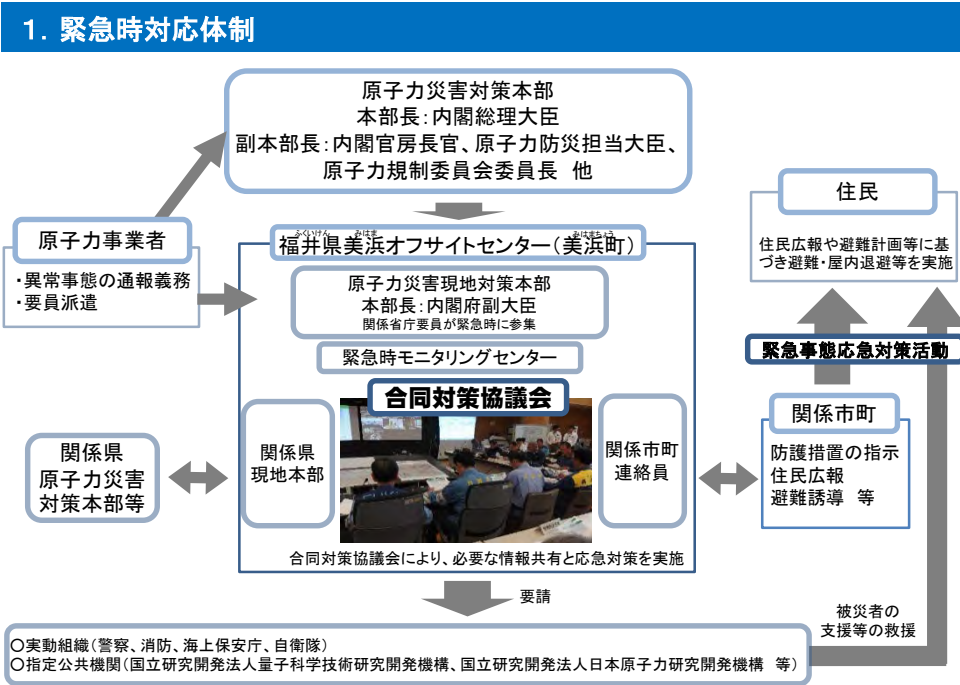 1. 緊急時対応体制
原子力災害対策本部
本部長:内閣総理大臣
副本部長:内閣官房長官、原子力防災担当大臣、
原子力規制委員会委員長 他
住民
住民広報や避難計画等に基
づき避難・屋内退避等を実施
原子力事業者
・異常事態の通報義務
・要員派遣
ふくいけん みはま みはまちょう
福井県美浜オフサイトセンター(美浜町)
原子力災害現地対策本部
本部長:内閣府副大臣
関係省庁要員が緊急時に参集
緊急時モニタリングセンター
緊急事態応急対策活動
合同対策協議会
関係県
原子力災害
対策本部等
関係県
現地本部
関係市町
連絡員
関係市町
防護措置の指示
住民広報
避難誘導 等
合同対策協議会により、必要な情報共有と応急対策を実施
要請
被災者の
支援等の救援
○実動組織(警察、消防、海上保安庁、自衛隊)
○指定公共機関(国立研究開発法人量子科学技術研究開発機構、国立研究開発法人日本原子力研究開発機構 等)